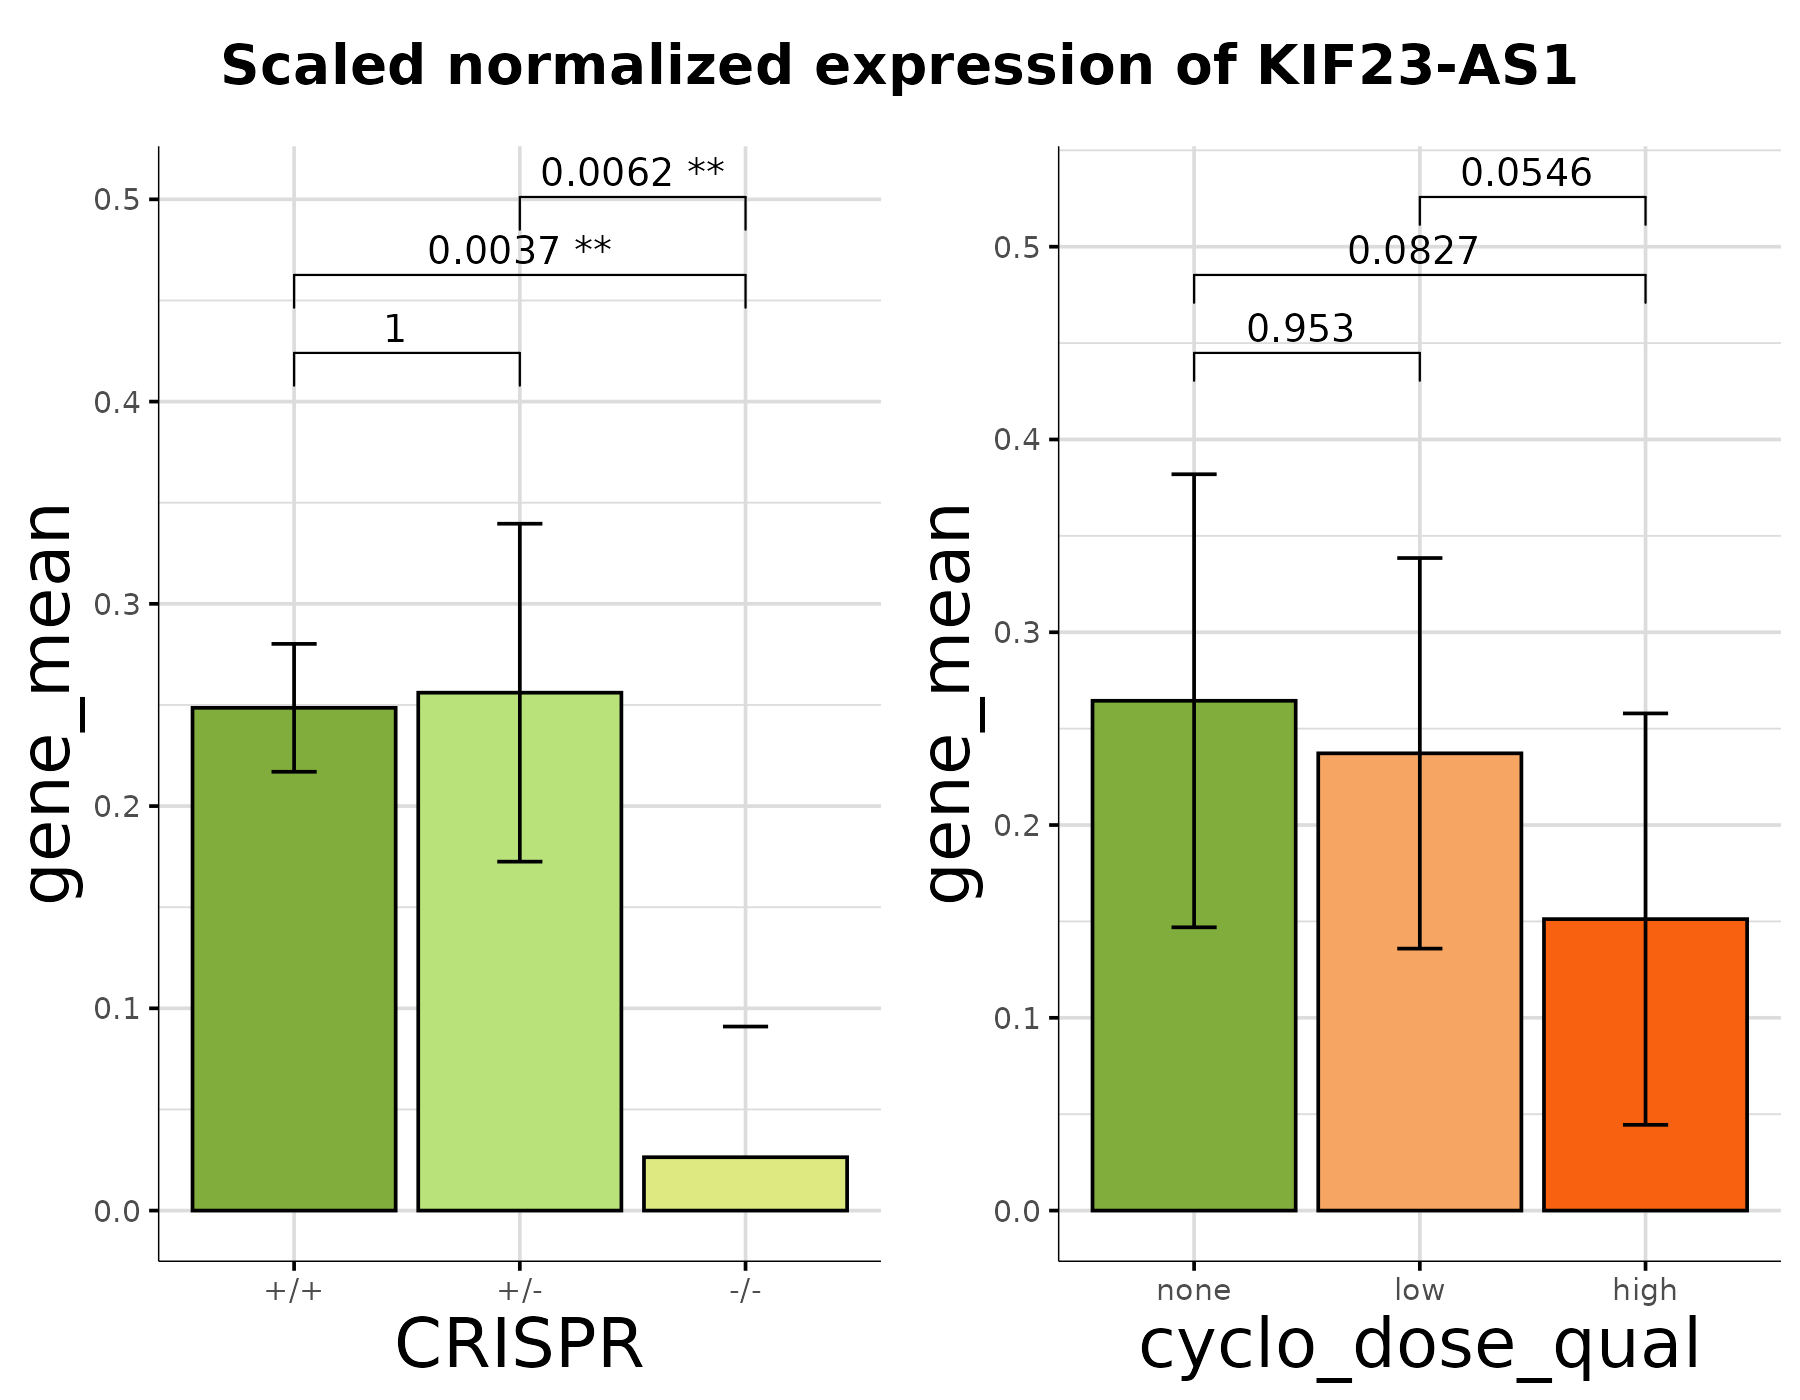 Scaled normalized expression of KIF23-AS1
gene_mean
0.5
0.4
0.3
0.2
0.1
0.0
0.0062 **
0.0037 **
1
+/+ +/- -/-
CRISPR
gene_mean
0.5
0.4
0.3
0.2
0.1
0.0
0.0546
0.0827
0.953
none low high
cyclo_dose_qual